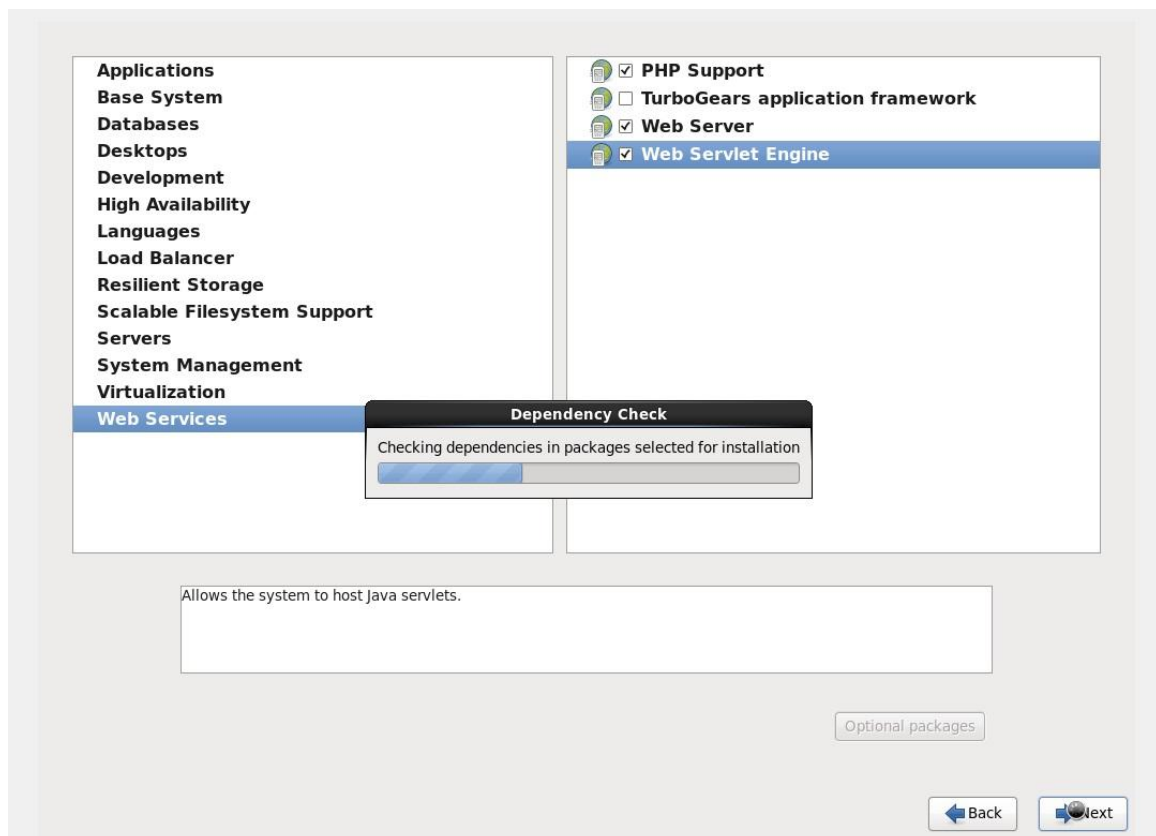 Applications
Base System
Databases
Desktops
Development
High Availability
Languages
Load Balancer
Resilient Storage
Scalable Filesystem Support
Servers
System Management
Virtualization
Web Services
PHP Support
TurboGears application framework
Web Server
Web Servlet Engine
Dependency Check
Checking dependencies in packages selected for installation
Allows the system to host Java servlets.
Optional packages
Back
Next